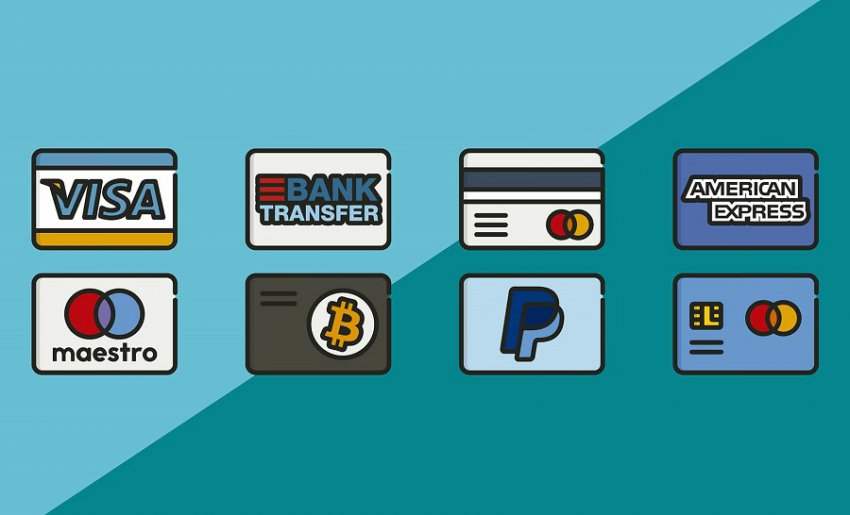 VISA
BANK
TRANSFER
AMERICAN
EXPRESS
maestro